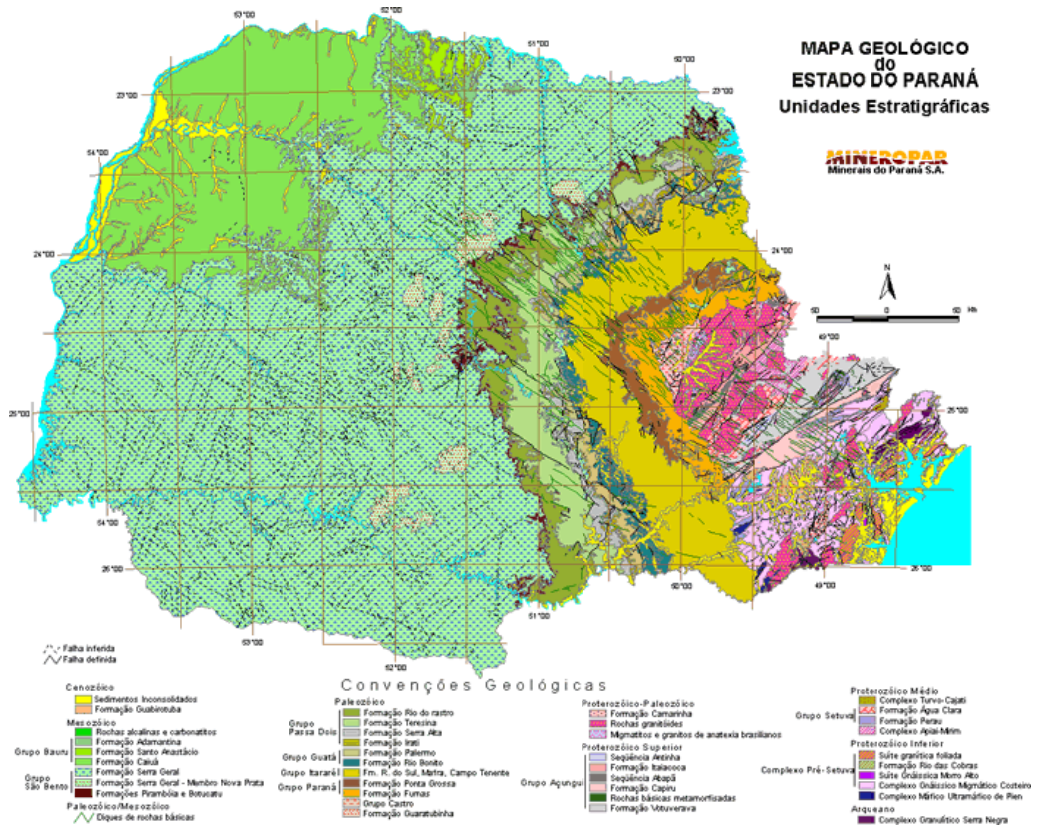 MAPA GEOLÓGICO
do
ESTADO DO PARANÁ
Unidades Estratigráficas
MINEROPAR
Minerais do Paraná S.A.
53°00'
52°00'
51°00'
50°00'
23°00'
23°00'
54°00'
24°00'
24°00'
N
50 0 50 Km
49°00'
25°00'
25°00'
54°00'
26°00'
26°00'
50°00'
49°00'
51°00'
53°00'
52°00'
Falha inferida
Falha definida
Convenções Geológicas
Cenozóico
Sedimentos Inconsolidados
Formação Guabirotuba
Mesozóico
Rochas alcalinas e carbonatitos
Grupo Bauru
Formação Adamantina
Formação Santo Anastácio
Formação Caiuá
Grupo São Bento
Formação Serra Geral
Formação Serra Geral - Membro Nova Prata
Formações Pirambóia e Botucatu
Paleozóico/Mesozóico
Diques de rochas básicas
Paleozóico
Grupo Passa Dois
Formação Rio do rastro
Formação Teresina
Formação Serra Alta
Formação Irati
Grupo Guatá
Formação Palermo
Formação Rio Bonito
Grupo Itararé
Fm. R. do Sul, Mafra, Campo Tenente
Grupo Paraná
Formação Ponta Grossa
Formação Furnas
Grupo Castro
Formação Guaratubinha
Proterozóico-Paleozóico
Formação Camarinha
Rochas granitóides
Migmatitos e granitos de anatexia brasilianos
Proterozóico Superior
Grupo Açungui
Seqüência Antinha
Formação Itaiacoca
Seqüência Abapã
Formação Capiru
Rochas básicas metamorfisadas
Formação Votuverava
Proterozóico Médio
Complexo Turvo-Cajati
Grupo Setuva
Formação Água Clara
Formação Perau
Complexo Apiaí-Mirim
Proterozóico Inferior
Complexo Pré-Setuva
Suíte granítica foliada
Formação Rio das Cobras
Suíte Gnáissica Morro Alto
Complexo Gnáissico Migmático Costeiro
Complexo Máfico Ultramáfico de Pien
Arqueano
Complexo Granulítico Serra Negra